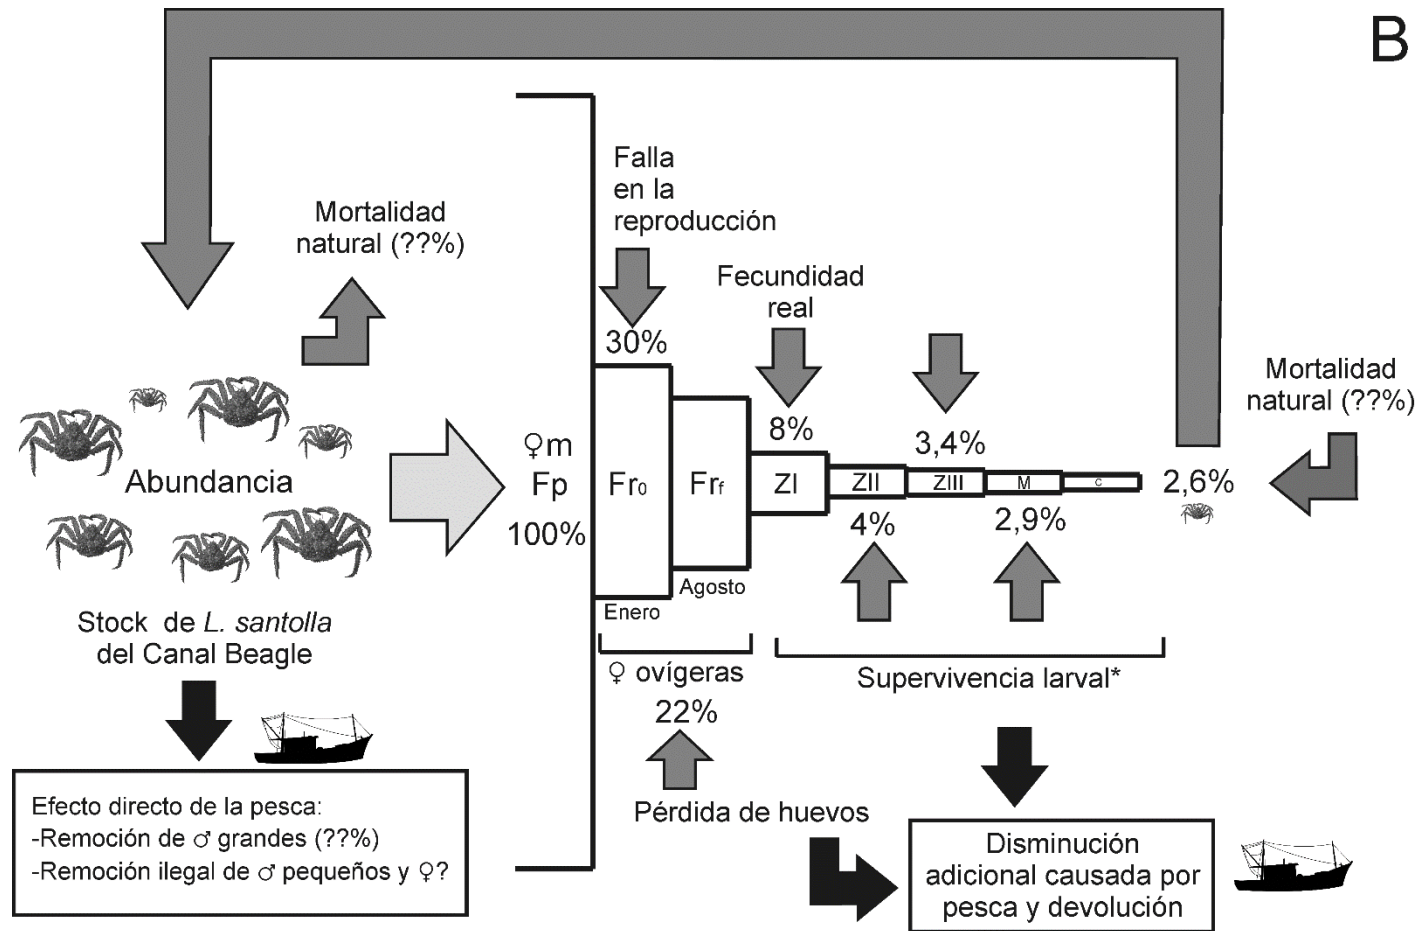 B
Falla
en la
reproducción
30%
Mortalidad
natural (??%)
Fecundidad
real
8%
3,4%
Mortalidad
natural (??%)
Abundancia
♀m
Fp
100%
Fr0
Frf
ZI
ZII
ZIII
M
c
2,6%
4%
2,9%
Enero
Agosto
Stock de L. santolla
del Canal Beagle
♀ ovígeras
22%
Supervivencia larval*
Pérdida de huevos
Efecto directo de la pesca:
-Remoción de ♂ grandes (??%)
-Remoción ilegal de ♂ pequeños y ♀?
Disminución
adicional causada por
pesca y devolución